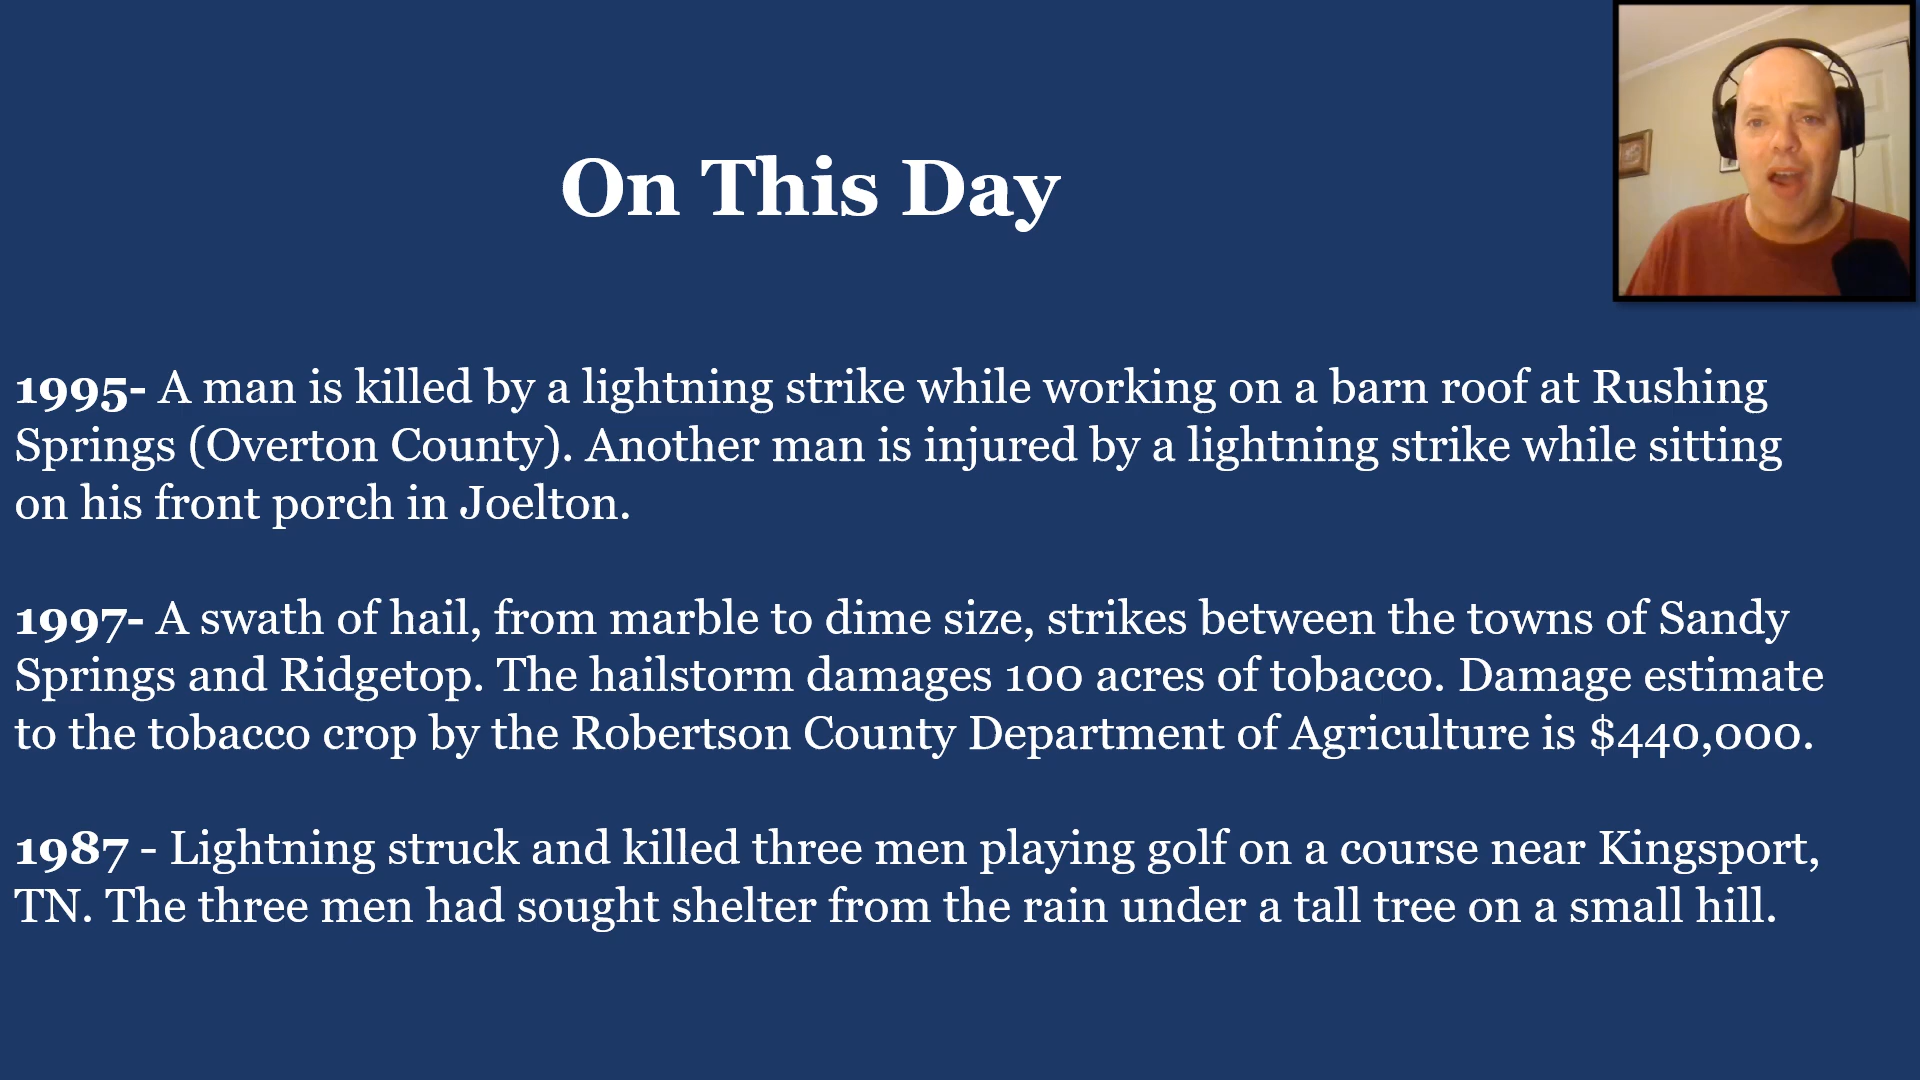 On This Day
1995- A man is killed by a lightning strike while working on a barn roof at Rushing
Springs (Overton County). Another man is injured by a lightning strike while sitting
on his front porch in Joelton.
1997- A swath of hail, from marble to dime size, strikes between the towns of Sandy
Springs and Ridgetop. The hailstorm damages 100 acres of tobacco. Damage estimate
to the tobacco crop by the Robertson County Department of Agriculture is $440,000.
1987 - Lightning struck and killed three men playing golf on a course near Kingsport,
TN. The three men had sought shelter from the rain under a tall tree on a small hill.